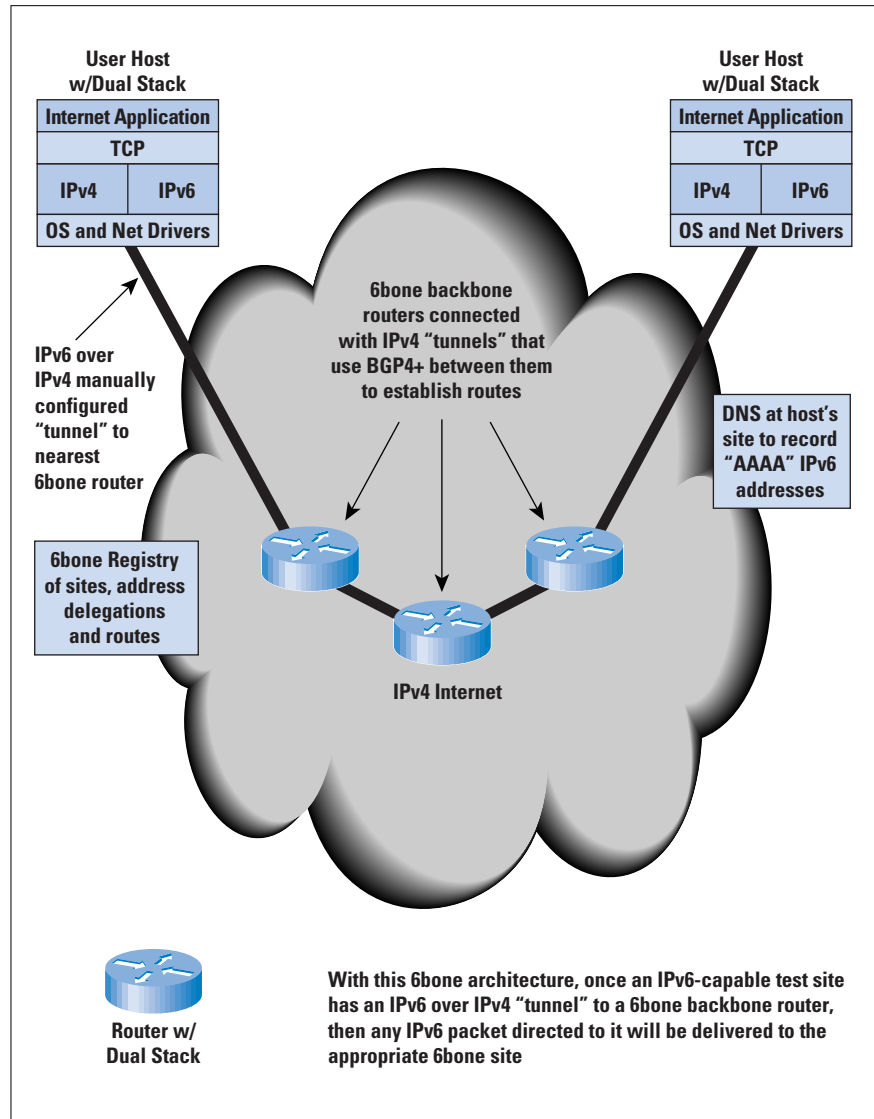 User Host
w/Dual Stack
Internet Application
TCP
IPv4 IPv6
OS and Net Drivers
User Host
w/Dual Stack
Internet Application
TCP
IPv4 IPv6
OS and Net Drivers
6bone backbone
routers connected
with IPv4 “tunnels” that
use BGP4+ between them
to establish routes
IPv6 over
IPv4 manually
configured
“tunnel” to
nearest
6bone router
DNS at host’s
site to record
“AAAA” IPv6
addresses
6bone Registry
of sites, address
delegations
and routes
IPv4 Internet
Router w/
Dual Stack
With this 6bone architecture, once an IPv6-capable test site
has an IPv6 over IPv4 “tunnel” to a 6bone backbone router,
then any IPv6 packet directed to it will be delivered to the
appropriate 6bone site